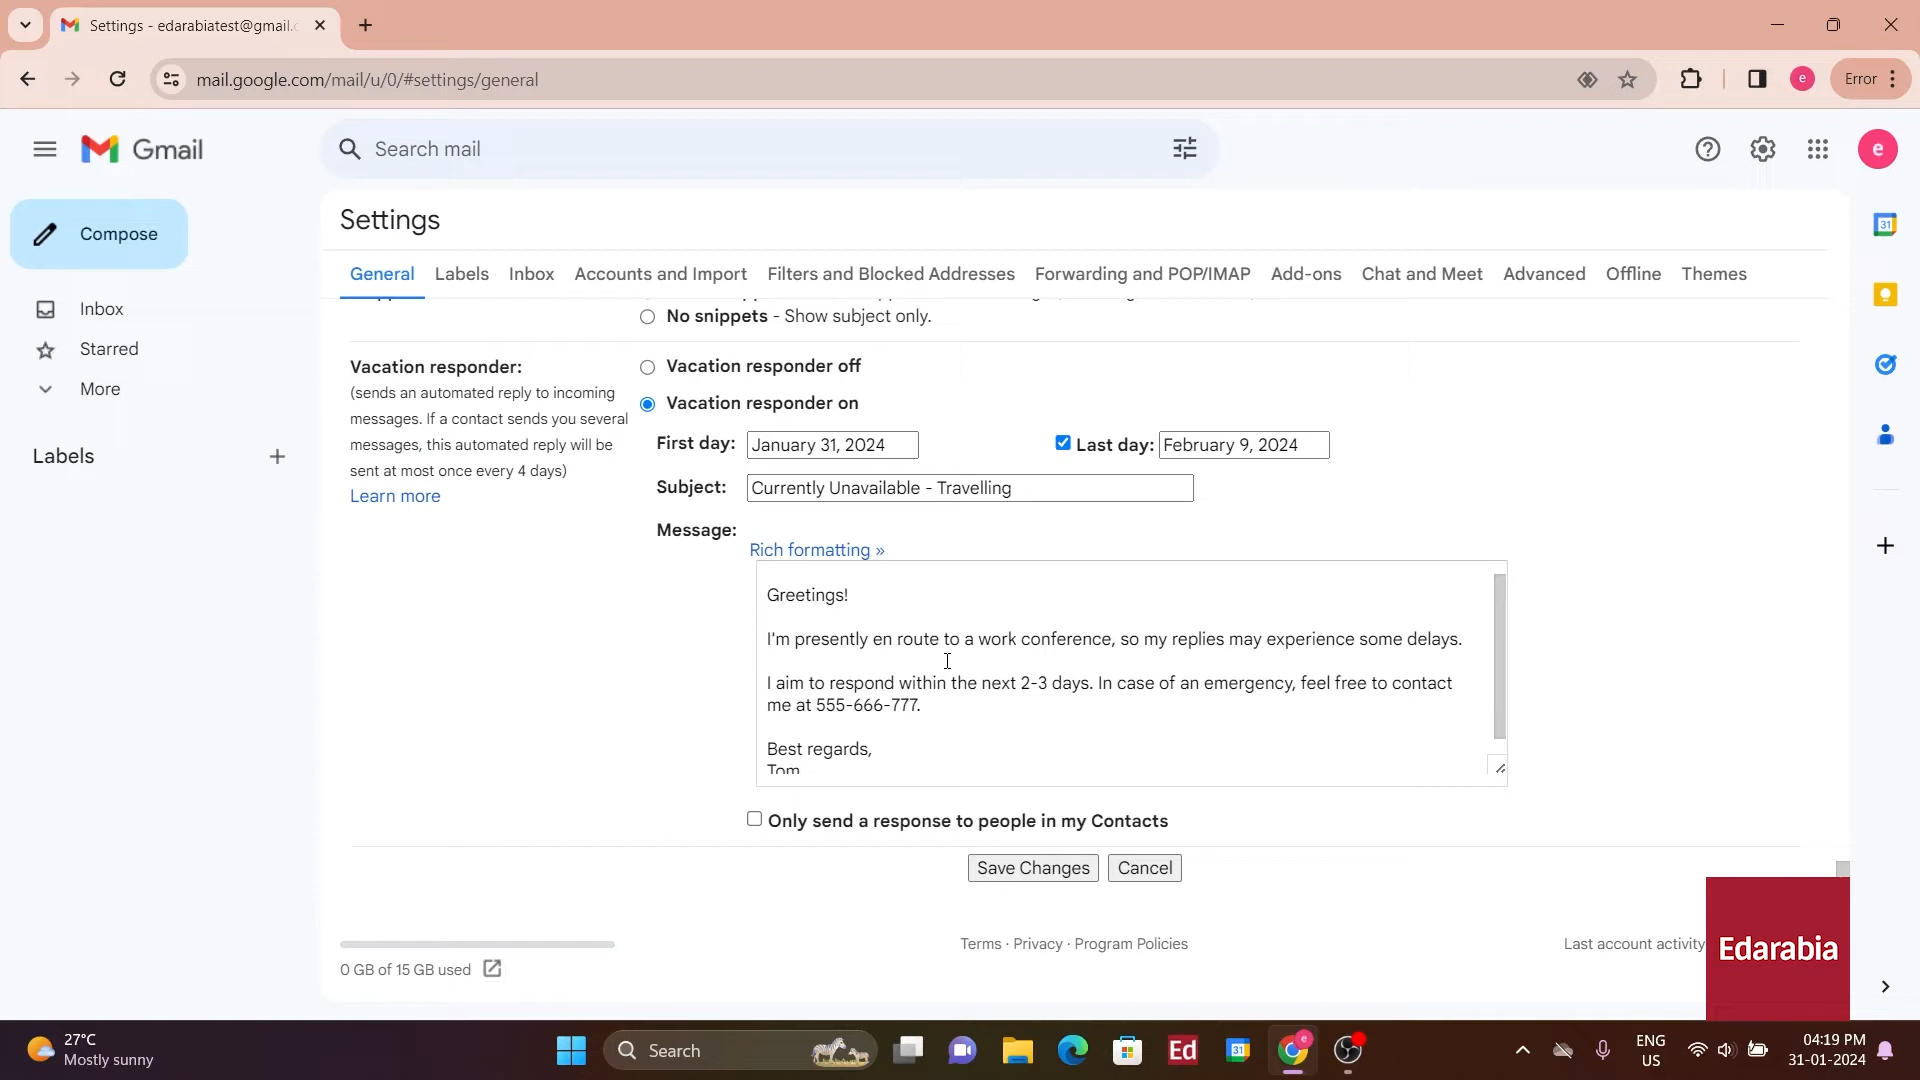 Settings - edarabiatest@gmail.c
mail.google.com/mail/u/0/#settings/general
e
Error
Gmail
Search mail
e
Compose
Inbox
Starred
More
Labels
Settings
General Labels Inbox Accounts and Import Filters and Blocked Addresses Forwarding and POP/IMAP Add-ons Chat and Meet Advanced Offline Themes
No snippets - Show subject only.
Vacation responder:
(sends an automated reply to incoming
messages. If a contact sends you several
messages, this automated reply will be
sent at most once every 4 days)
Learn more
Vacation responder off
Vacation responder on
First day: January 31, 2024 Last day: February 9, 2024
Subject: Currently Unavailable - Travelling
Message:
Rich formatting »
Greetings!
I'm presently en route to a work conference, so my replies may experience some delays.
I aim to respond within the next 2-3 days. In case of an emergency, feel free to contact
me at 555-666-777.
Best regards,
Tom
Only send a response to people in my Contacts
Save Changes Cancel
0 GB of 15 GB used
Terms · Privacy · Program Policies
Last account activity
Edarabia
31
27°C
Mostly sunny
Search
Ed
31
e
ENG
US
04:19 PM
31-01-2024